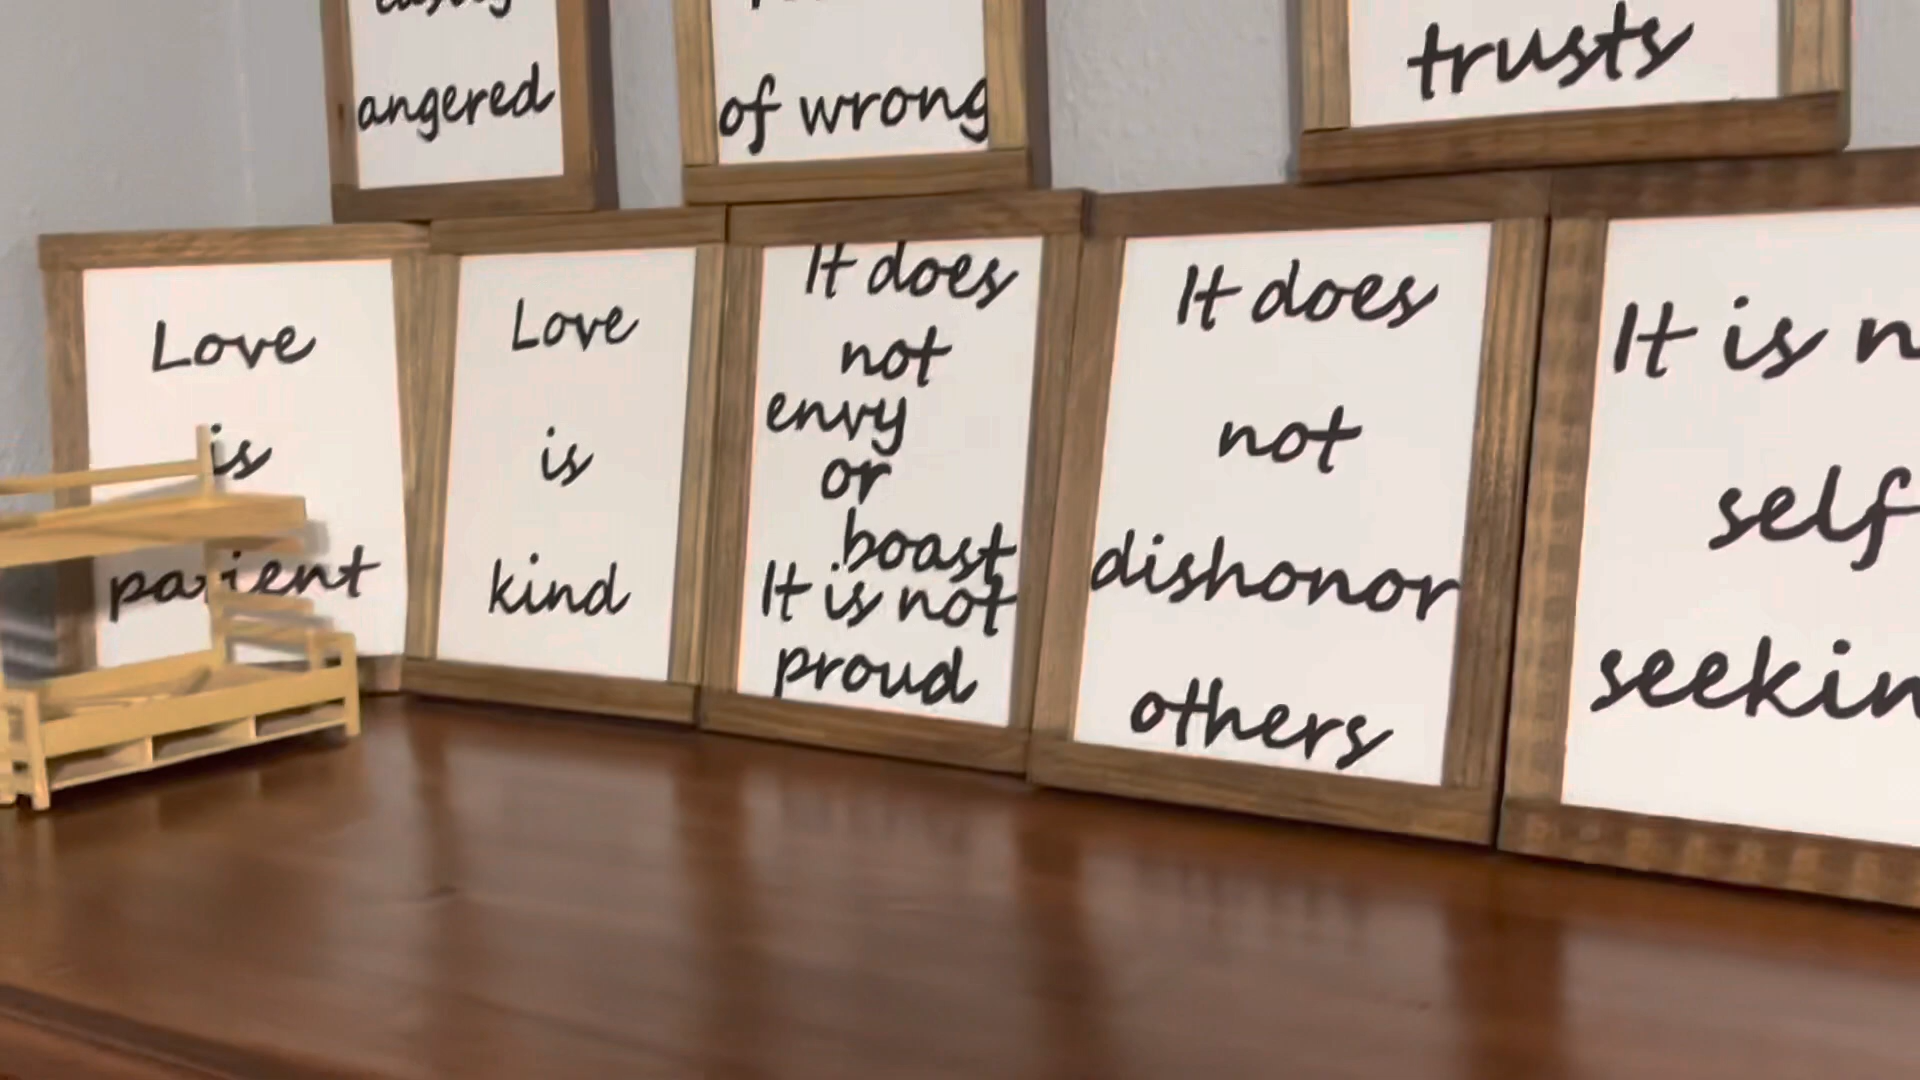 angered
of wrong
trusts
Love
is
patient
Love
is
kind
It does
not
envy
or
boast
It is not
proud
It does
not
dishonor
others
It is
self